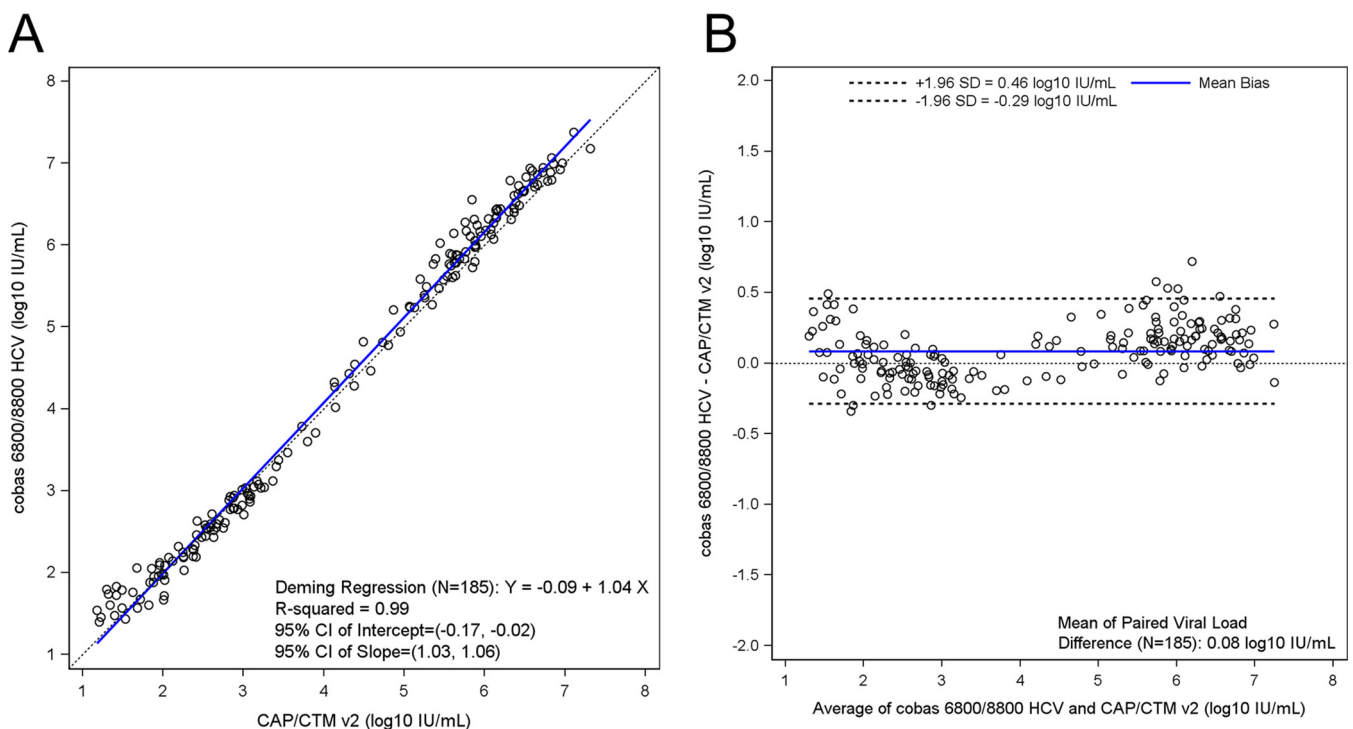 A
cobas 6800/8800 HCV (log10 IU/mL)
8
7
6
5
4
3
2
1
Deming Regression (N=185): Y = -0.09 + 1.04 X
R-squared = 0.99
95% CI of Intercept=(-0.17, -0.02)
95% CI of Slope=(1.03, 1.06)
1 2 3 4 5 6 7 8
CAP/CTM v2 (log10 IU/mL)
B
cobas 6800/8800 HCV - CAP/CTM v2 (log10 IU/mL)
2.0
1.5
1.0
0.5
0.0
-0.5
-1.0
-1.5
-2.0
+1.96 SD = 0.46 log10 IU/mL Mean Bias
-1.96 SD = -0.29 log10 IU/mL
Mean of Paired Viral Load
Difference (N=185): 0.08 log10 IU/mL
1 2 3 4 5 6 7 8
Average of cobas 6800/8800 HCV and CAP/CTM v2 (log10 IU/mL)